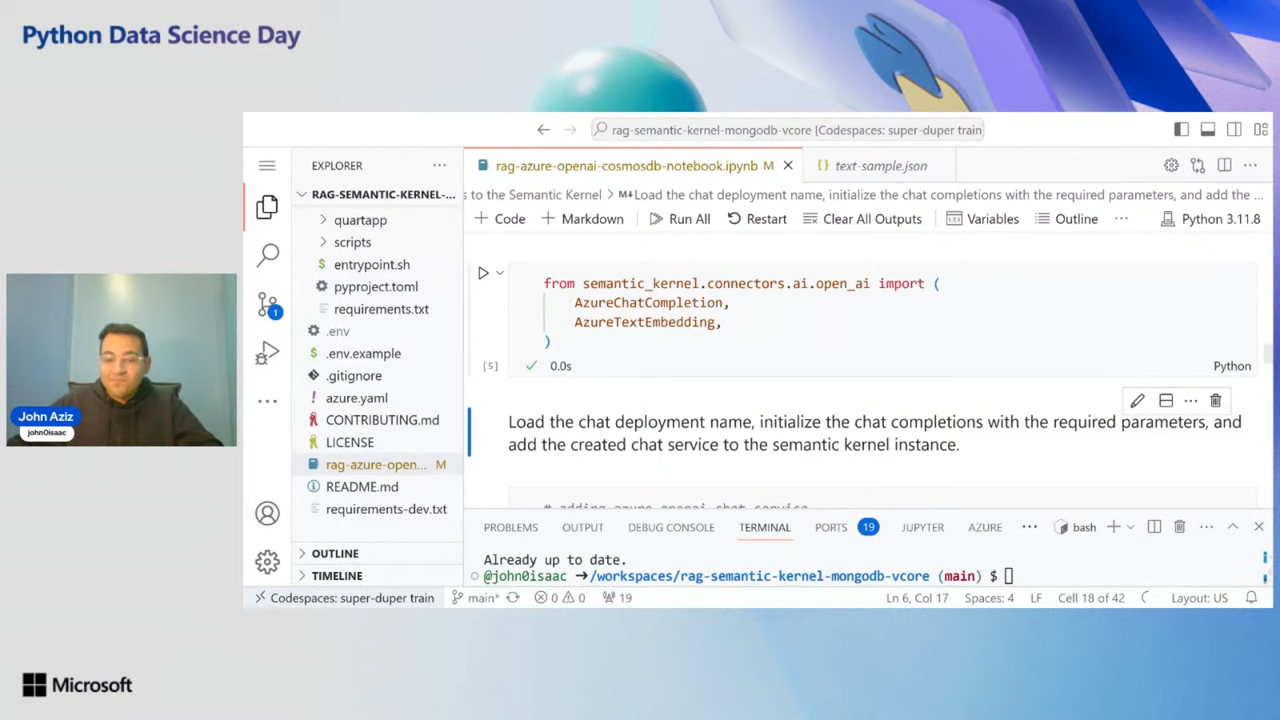 Python Data Science Day
rag-semantic-kernel-mongodb-vcore [Codespaces: super-duper train
EXPLORER
rag-azure-openai-cosmosdb-notebook.ipynb M
text-sample.json
RAG-SEMANTIC-KERNEL-...
s to the Semantic Kernel > M↓Load the chat deployment name, initialize the chat completions with the required parameters, and add the ...
+ Code + Markdown Run All Restart Clear All Outputs Variables Outline ... Python 3.11.8
quartapp
scripts
$ entrypoint.sh
pyproject.toml
requirements.txt
.env
$ .env.example
.gitignore
! azure.yaml
CONTRIBUTING.md
LICENSE
rag-azure-open... M
README.md
requirements-dev.txt
OUTLINE
TIMELINE
from semantic_kernel.connectors.ai.open_ai import (
AzureChatCompletion,
AzureTextEmbedding,
)
[5] 0.0s Python
Load the chat deployment name, initialize the chat completions with the required parameters, and
add the created chat service to the semantic kernel instance.
# adding azure openai chat service
PROBLEMS OUTPUT DEBUG CONSOLE TERMINAL PORTS 19 JUPYTER AZURE ... bash
Already up to date.
@john0isaac →/workspaces/rag-semantic-kernel-mongodb-vcore (main) $
Codespaces: super-duper train main* 0 0 19 Ln 6, Col 17 Spaces: 4 LF Cell 18 of 42 Layout: US
1
John Aziz
john0isaac
Microsoft